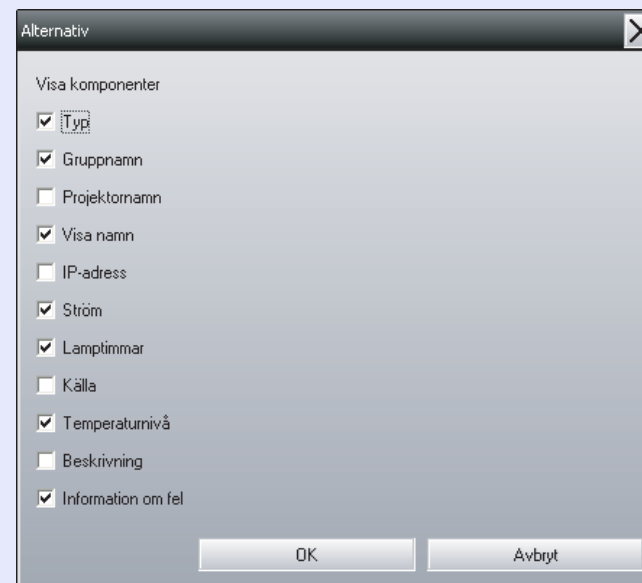 Alternativ
Visa komponenter
Typ
Gruppnamn
Projektornamn
Visa namn
IP-adress
Ström
Lamptimmar
Källa
Temperaturnivå
Beskrivning
Information om fel
OK Avbryt